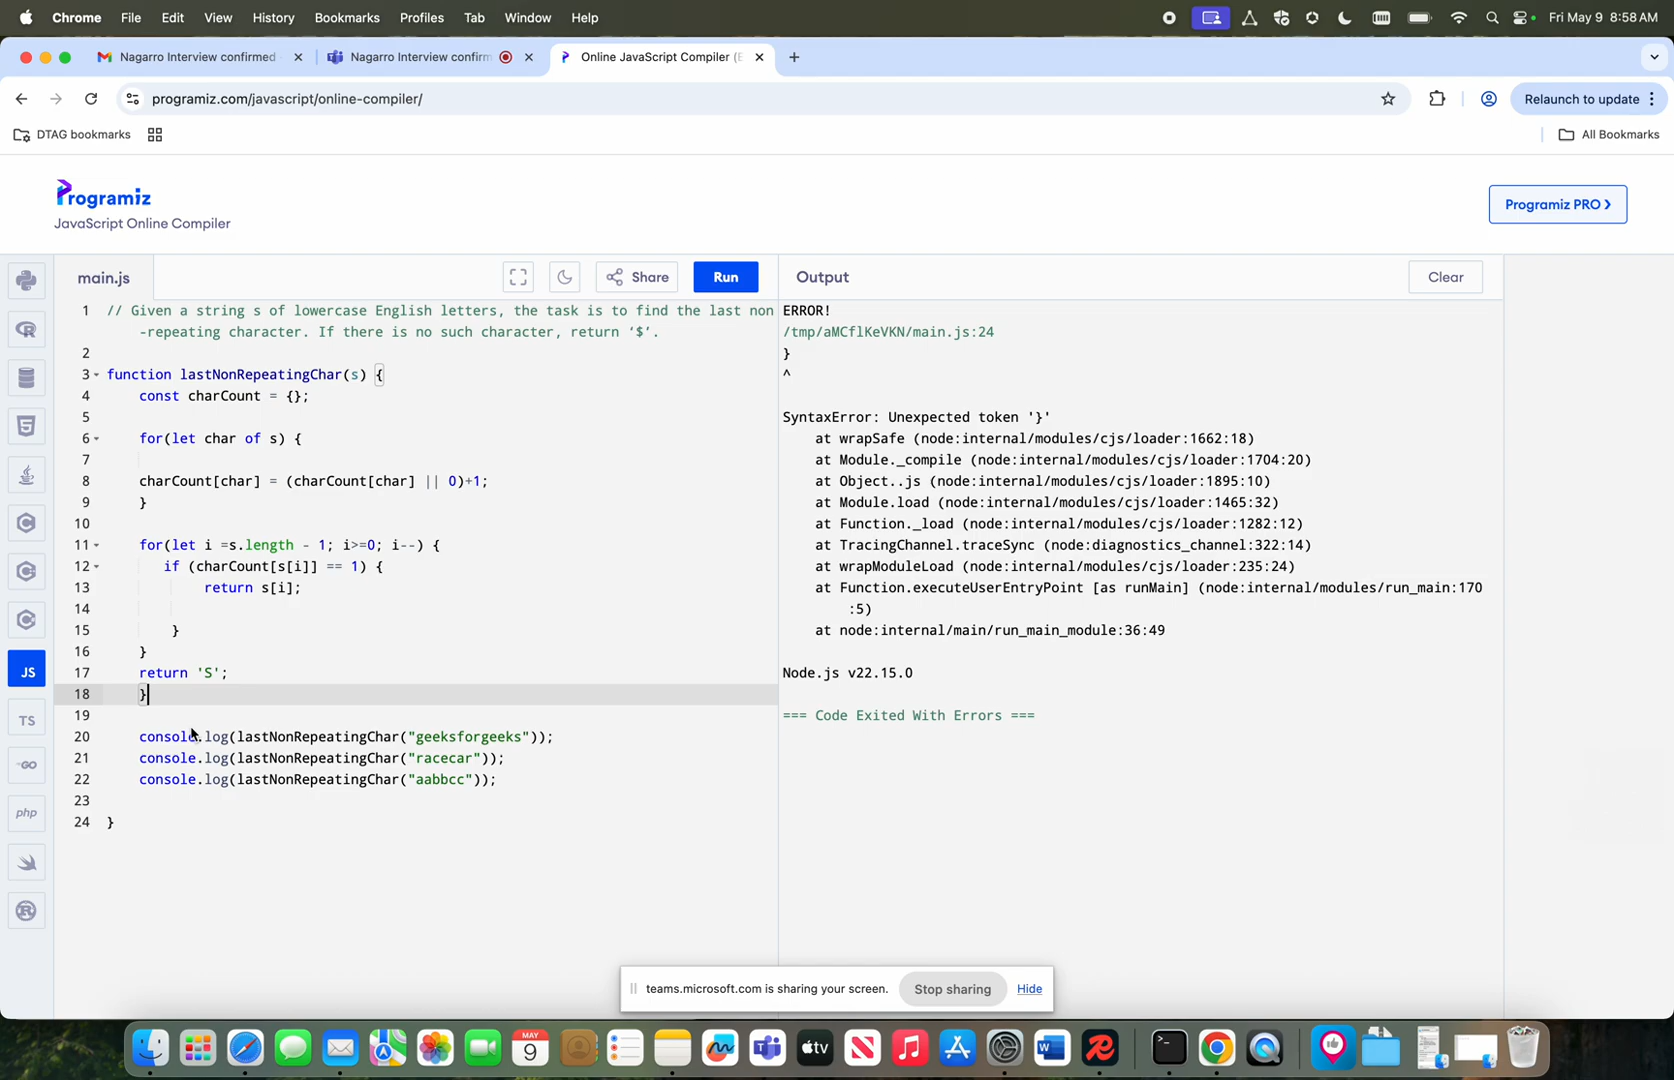 Chrome File Edit View History Bookmarks Profiles Tab Window Help Fri May 9 8:58 AM
Nagarro Interview confirmed Nagarro Interview confirm Online JavaScript Compiler (E
programiz.com/javascript/online-compiler/ Relaunch to update
DTAG bookmarks All Bookmarks
Programiz
JavaScript Online Compiler
Programiz PRO >
main.js Share Run Output Clear
1 // Given a string s of lowercase English letters, the task is to find the last non
-repeating character. If there is no such character, return ‘$’.
2
3 function lastNonRepeatingChar(s) {
4 const charCount = {};
5
6 for(let char of s) {
7
8 charCount[char] = (charCount[char] || 0)+1;
9 }
10
11 for(let i =s.length - 1; i>=0; i--) {
12 if (charCount[s[i]] == 1) {
13 return s[i];
14
15 }
16 }
17 return 'S';
18 }
19
20 console.log(lastNonRepeatingChar("geeksforgeeks"));
21 console.log(lastNonRepeatingChar("racecar"));
22 console.log(lastNonRepeatingChar("aabbcc"));
23
24 }
ERROR!
/tmp/aMCflKeVKN/main.js:24
}
^
SyntaxError: Unexpected token '}'
at wrapSafe (node:internal/modules/cjs/loader:1662:18)
at Module._compile (node:internal/modules/cjs/loader:1704:20)
at Object..js (node:internal/modules/cjs/loader:1895:10)
at Module.load (node:internal/modules/cjs/loader:1465:32)
at Function._load (node:internal/modules/cjs/loader:1282:12)
at TracingChannel.traceSync (node:diagnostics_channel:322:14)
at wrapModuleLoad (node:internal/modules/cjs/loader:235:24)
at Function.executeUserEntryPoint [as runMain] (node:internal/modules/run_main:170
:5)
at node:internal/main/run_main_module:36:49
Node.js v22.15.0
=== Code Exited With Errors ===
JS
TS
GO
php
teams.microsoft.com is sharing your screen. Stop sharing Hide
MAY
9
tv